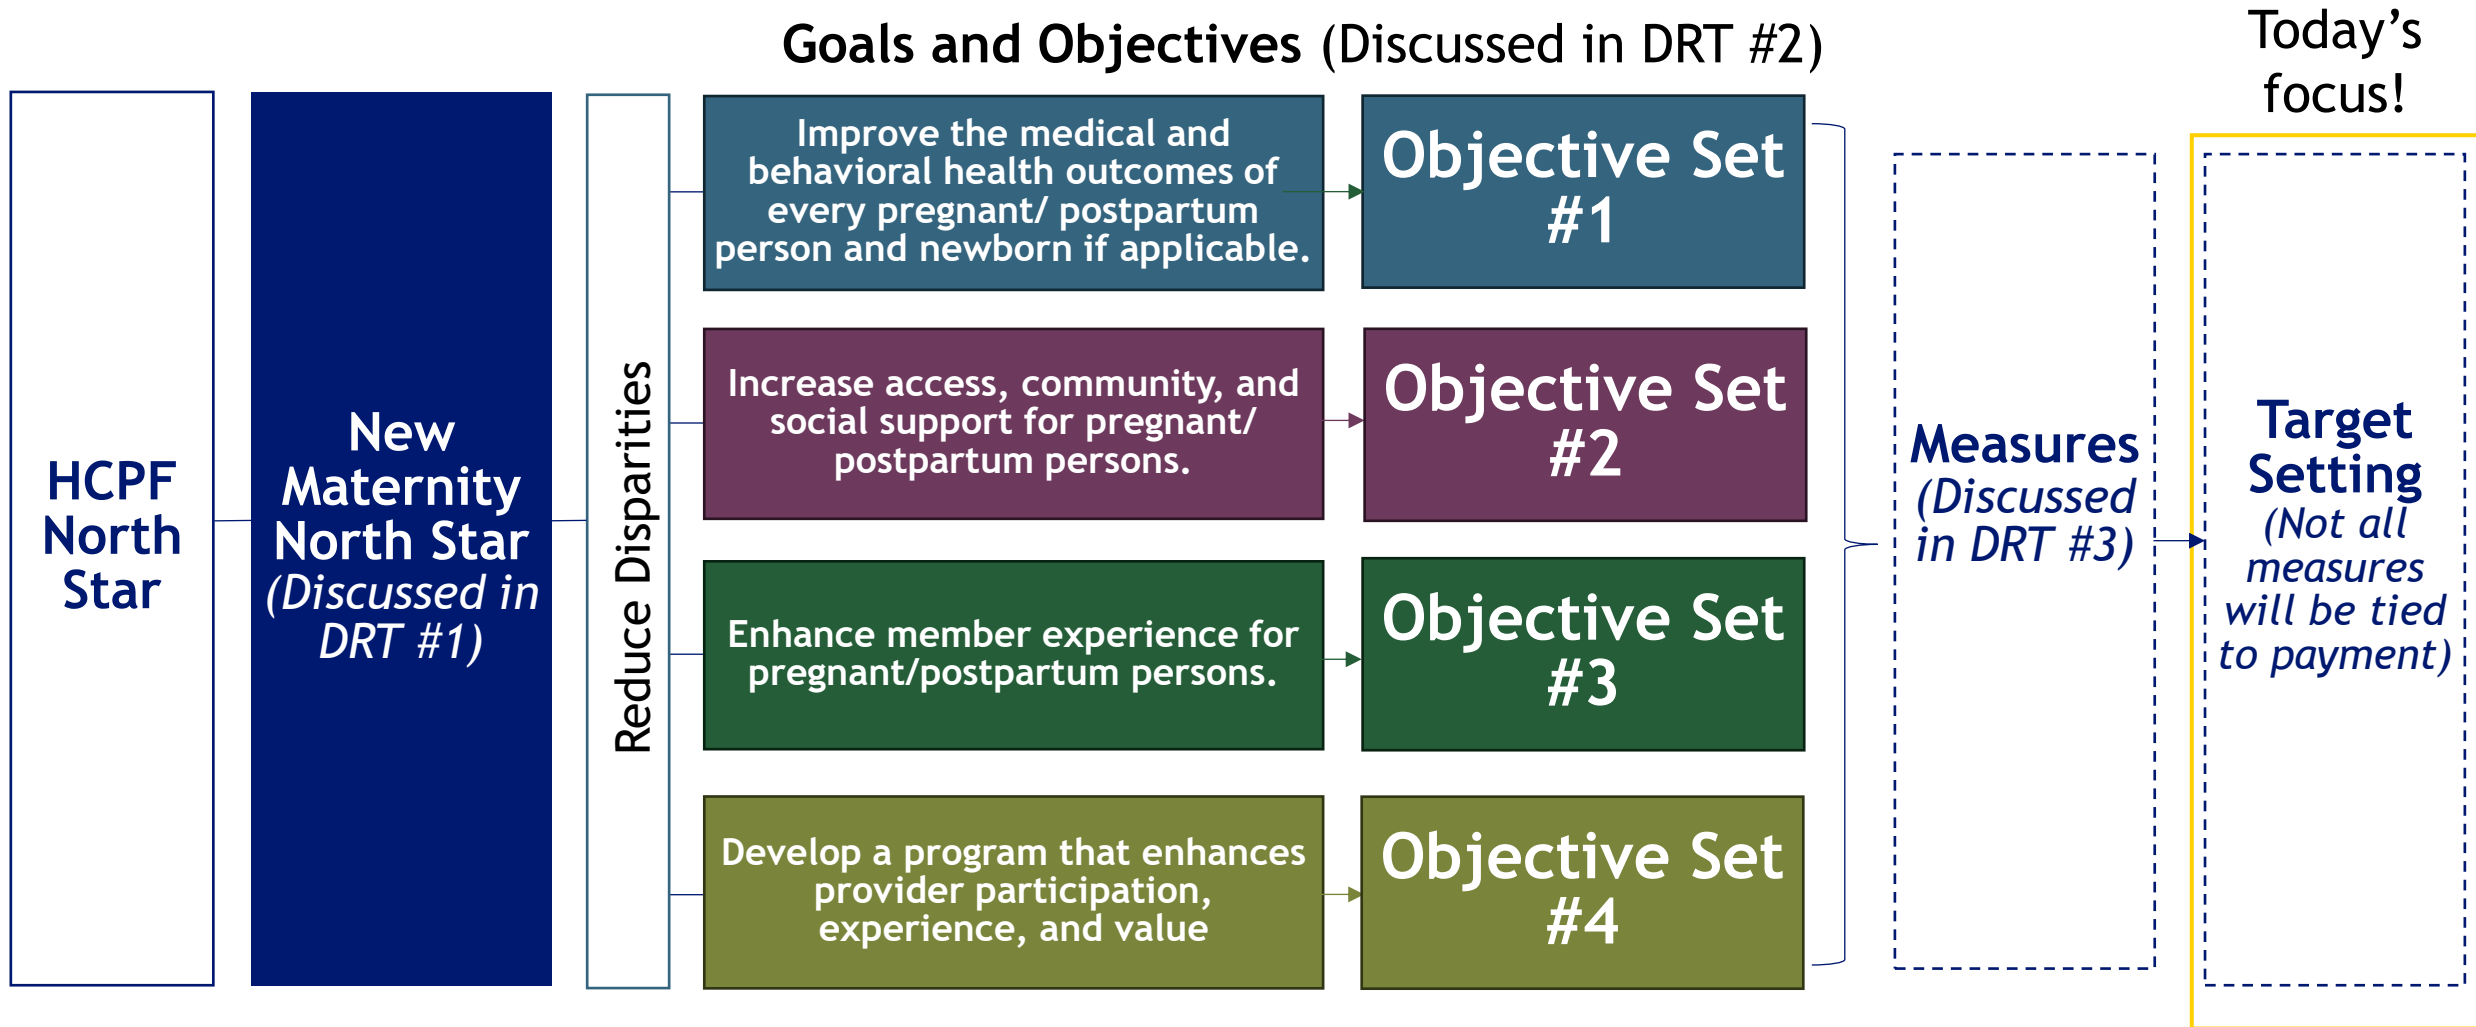 Goals and Objectives (Discussed in DRT #2)
Today’s
focus!
HCPF
North
Star
New
Maternity
North Star
(Discussed in
DRT #1)
Reduce Disparities
Improve the medical and
behavioral health outcomes of
every pregnant/ postpartum
person and newborn if applicable.
Objective Set
#1
Increase access, community, and
social support for pregnant/
postpartum persons.
Objective Set
#2
Enhance member experience for
pregnant/postpartum persons.
Objective Set
#3
Develop a program that enhances
provider participation,
experience, and value
Objective Set
#4
Measures
(Discussed
in DRT #3)
Target
Setting
(Not all
measures
will be tied
to payment)